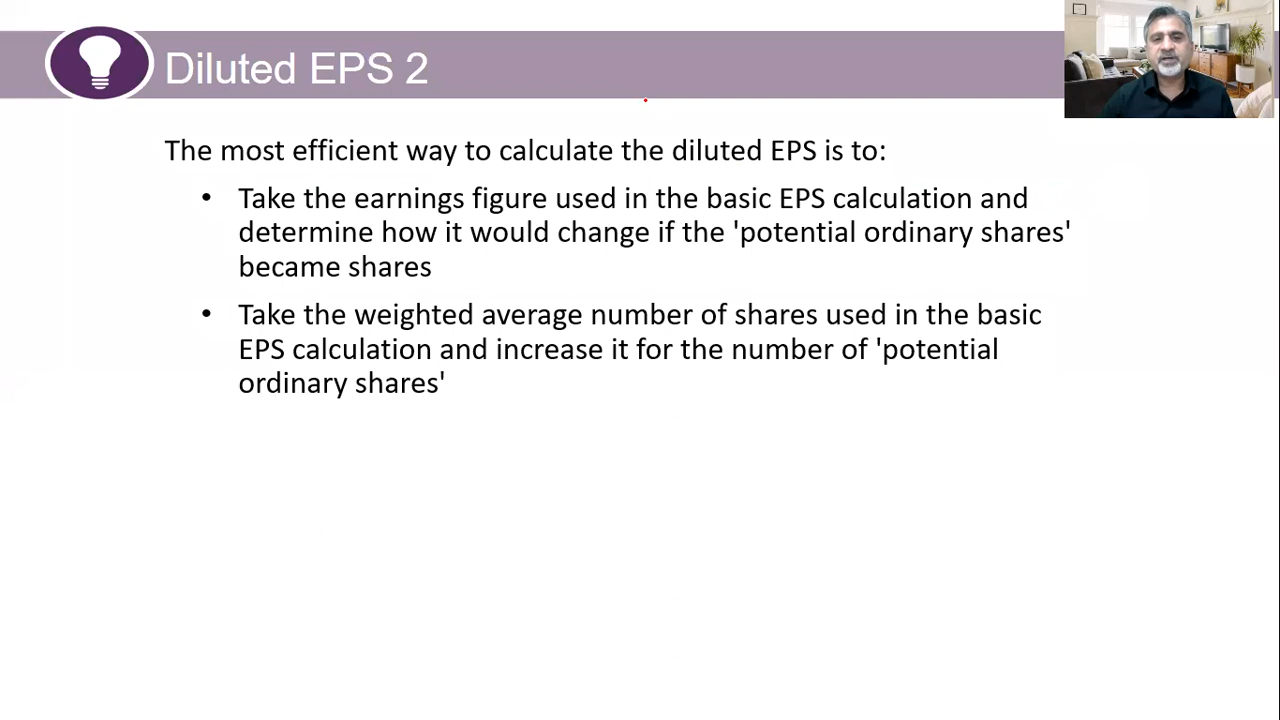 Diluted EPS 2
The most efficient way to calculate the diluted EPS is to:
• Take the earnings figure used in the basic EPS calculation and
determine how it would change if the 'potential ordinary shares'
became shares
• Take the weighted average number of shares used in the basic
EPS calculation and increase it for the number of 'potential
ordinary shares'